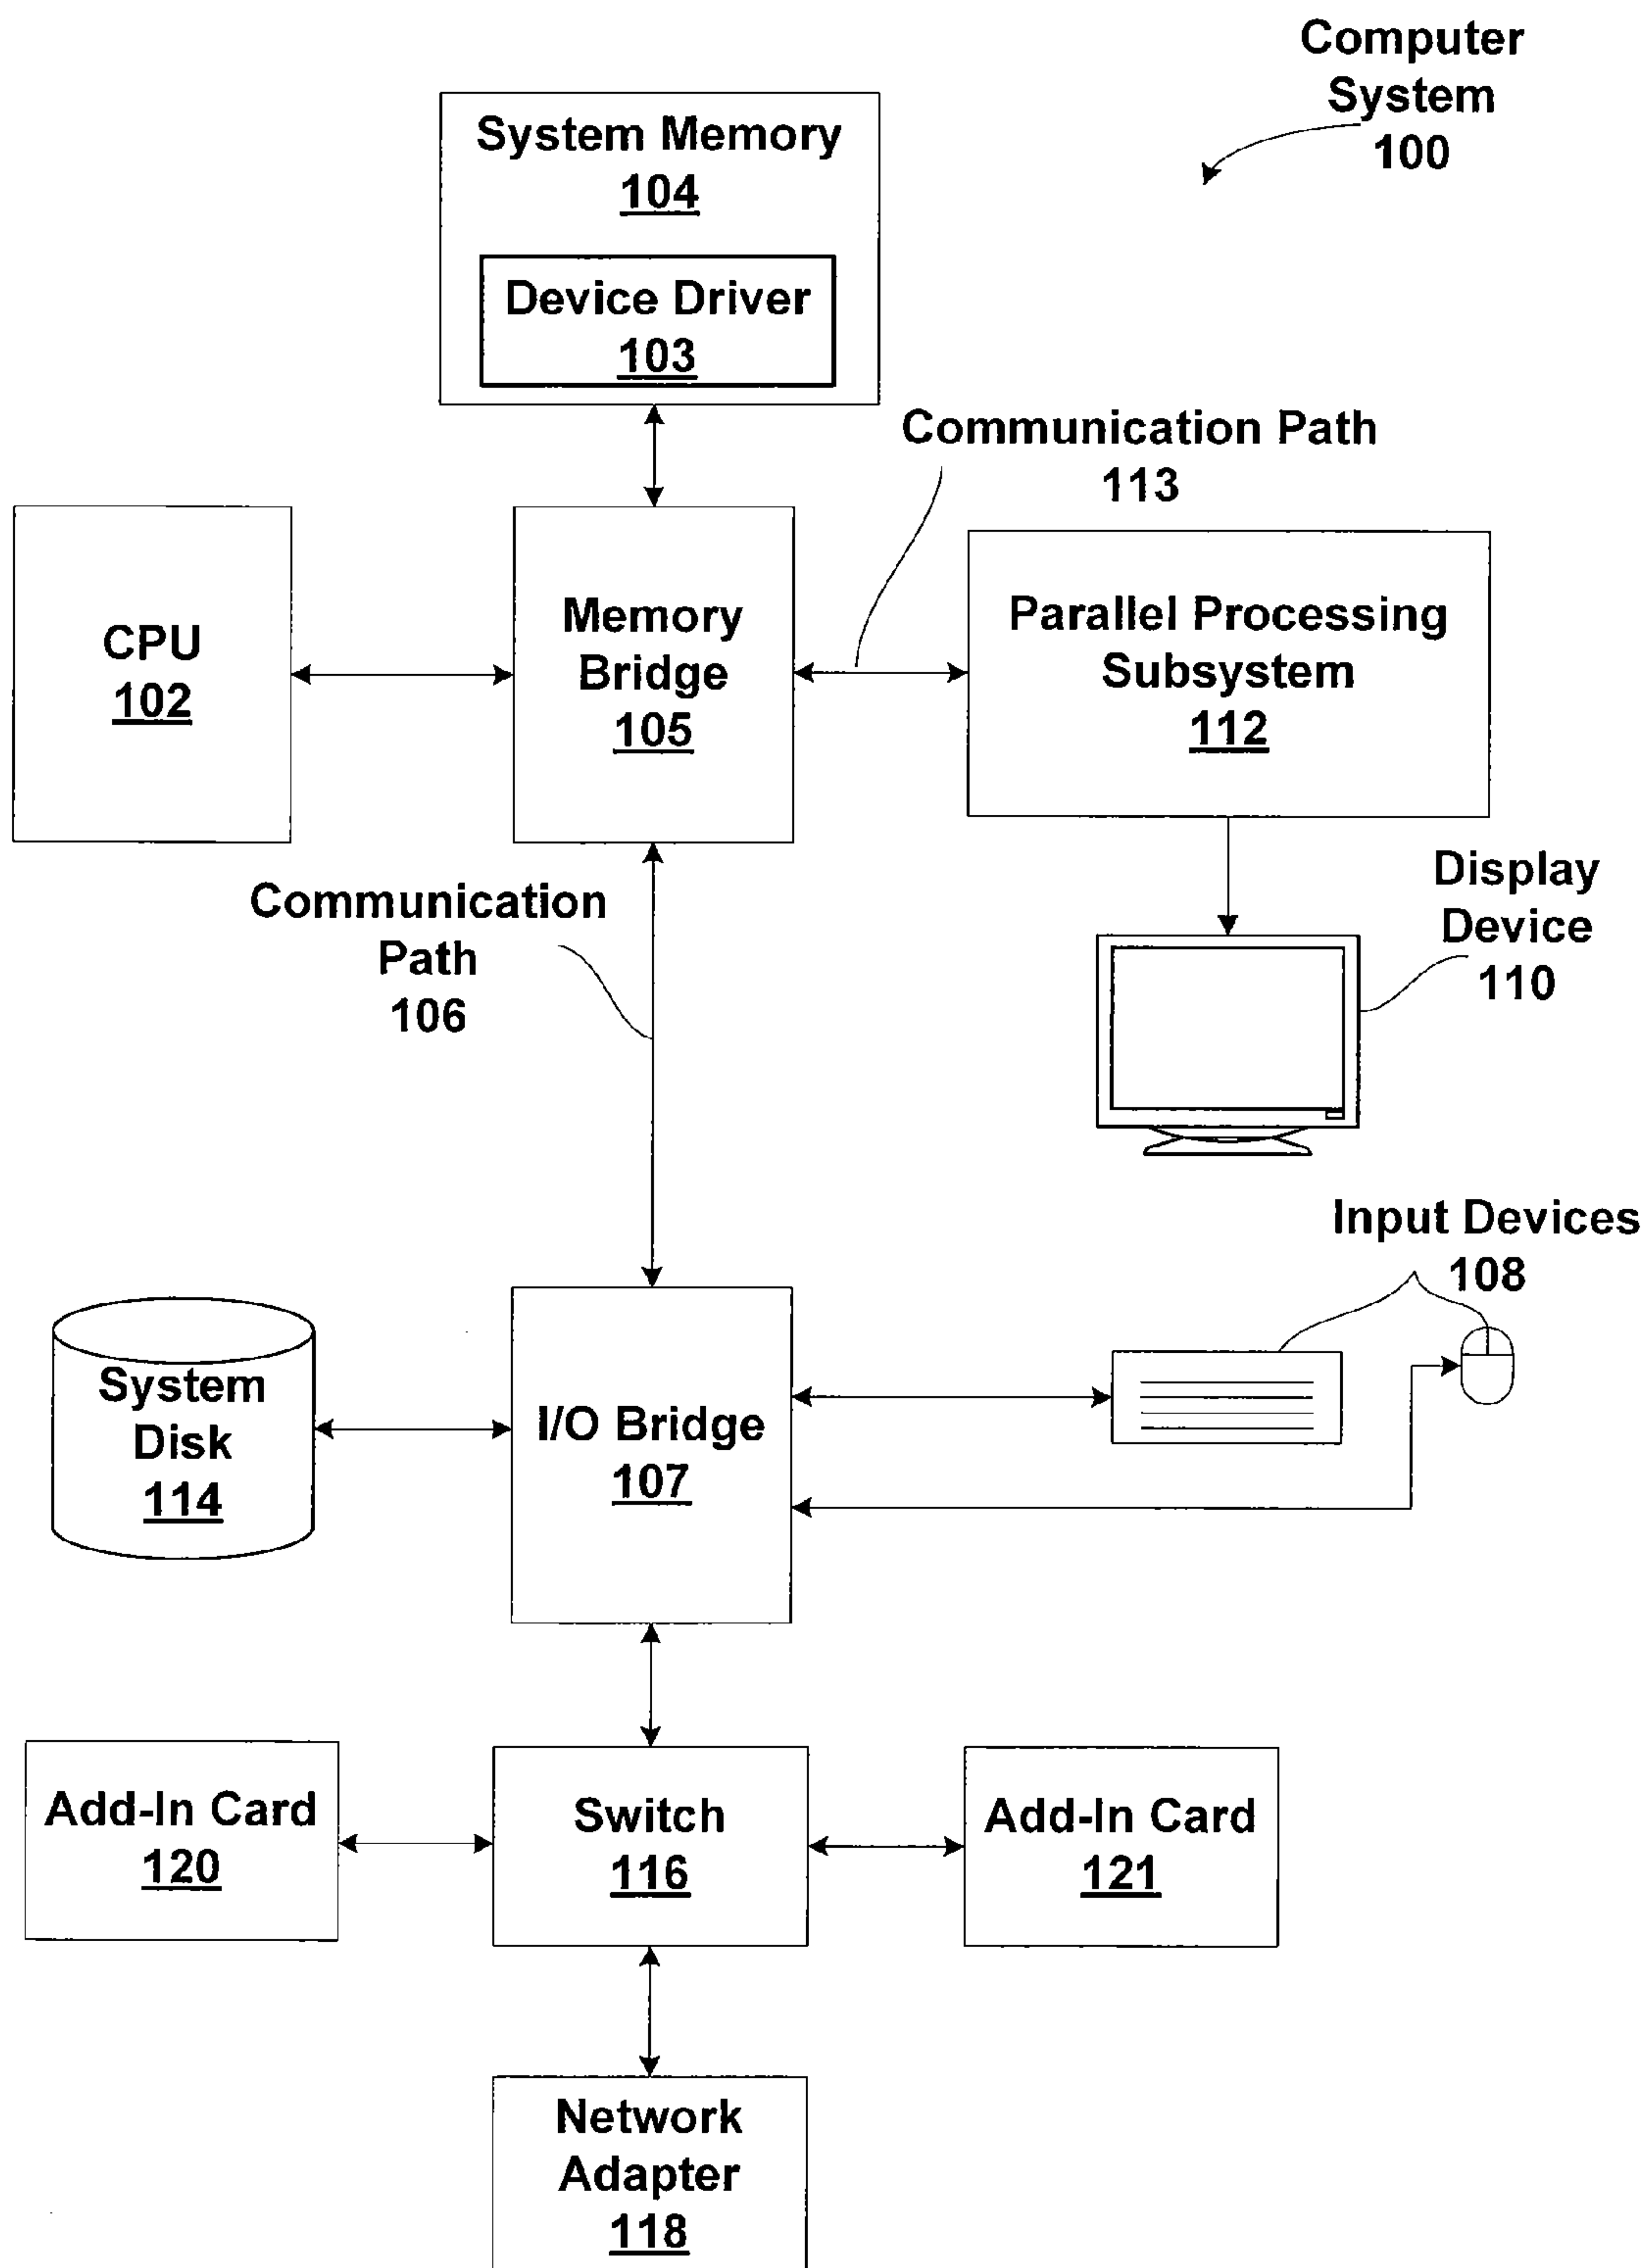 Computer
System
100
System Memory
104
Device Driver
103
Communication Path
113
CPU
102
Memory
Bridge
105
Parallel Processing
Subsystem
112
Communication
Path
106
Display
Device
110
Input Devices
108
System
Disk
114
I/O Bridge
107
Add-In Card
120
Switch
116
Add-In Card
121
Network
Adapter
118